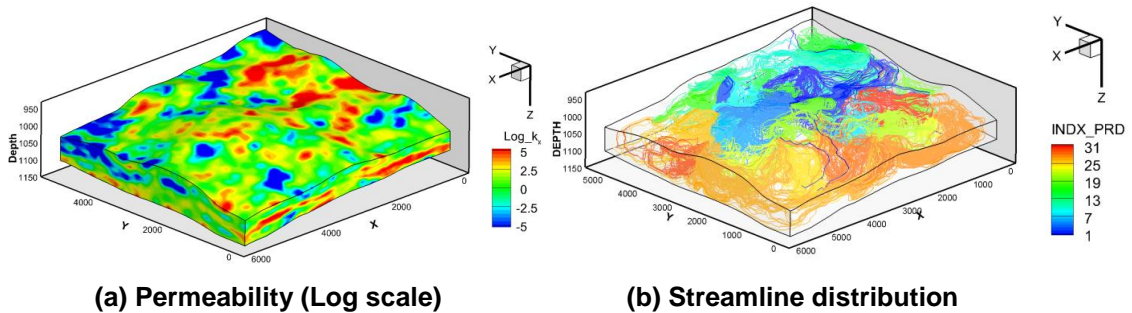 Y
X
Z
950
1000
1050
1100
1150
Depth
4000
2000
0
Y
6000
4000
2000
0
X
Log_kx
5
2.5
0
-2.5
-5
(a) Permeability (Log scale)
Y
X
Z
950
1000
1050
1100
1150
DEPTH
5000
4000
3000
2000
1000
0
Y
6000
5000
4000
3000
2000
1000
0
X
INDX_PRD
31
25
19
13
7
1
(b) Streamline distribution